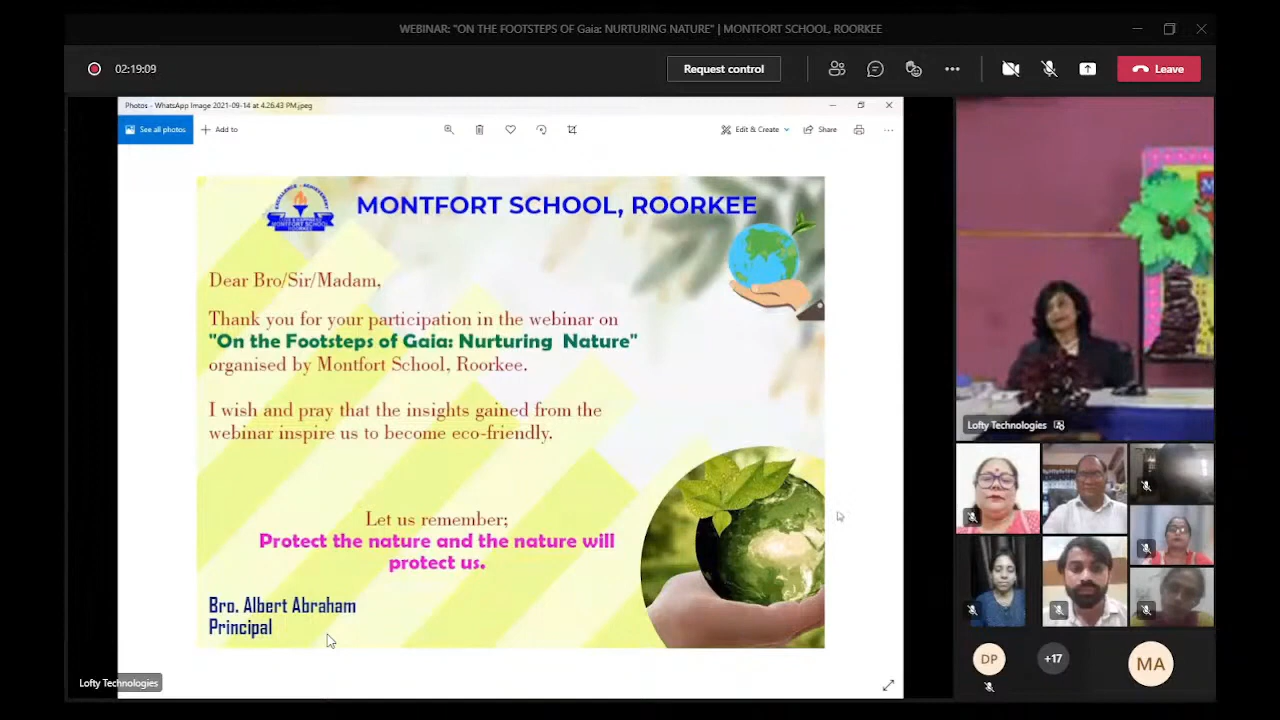 WEBINAR: "ON THE FOOTSTEPS OF Gaia: NURTURING NATURE" | MONTFORT SCHOOL, ROORKEE
02:19:09
Request control
Leave
Photos - WhatsApp Image 2021-09-14 at 4.26.43 PM.jpeg
See all photos
Add to
Edit & Create
Share
EXCELLENCE - ACHIEVEMENT
MONTFORT SCHOOL
ROORKEE
MONTFORT SCHOOL, ROORKEE
Dear Bro/Sir/Madam,
Thank you for your participation in the webinar on
"On the Footsteps of Gaia: Nurturing Nature"
organised by Montfort School, Roorkee.
I wish and pray that the insights gained from the
webinar inspire us to become eco-friendly.
Let us remember;
Protect the nature and the nature will
protect us.
Bro. Albert Abraham
Principal
Lofty Technologies
Lofty Technologies
DP
+17
MA